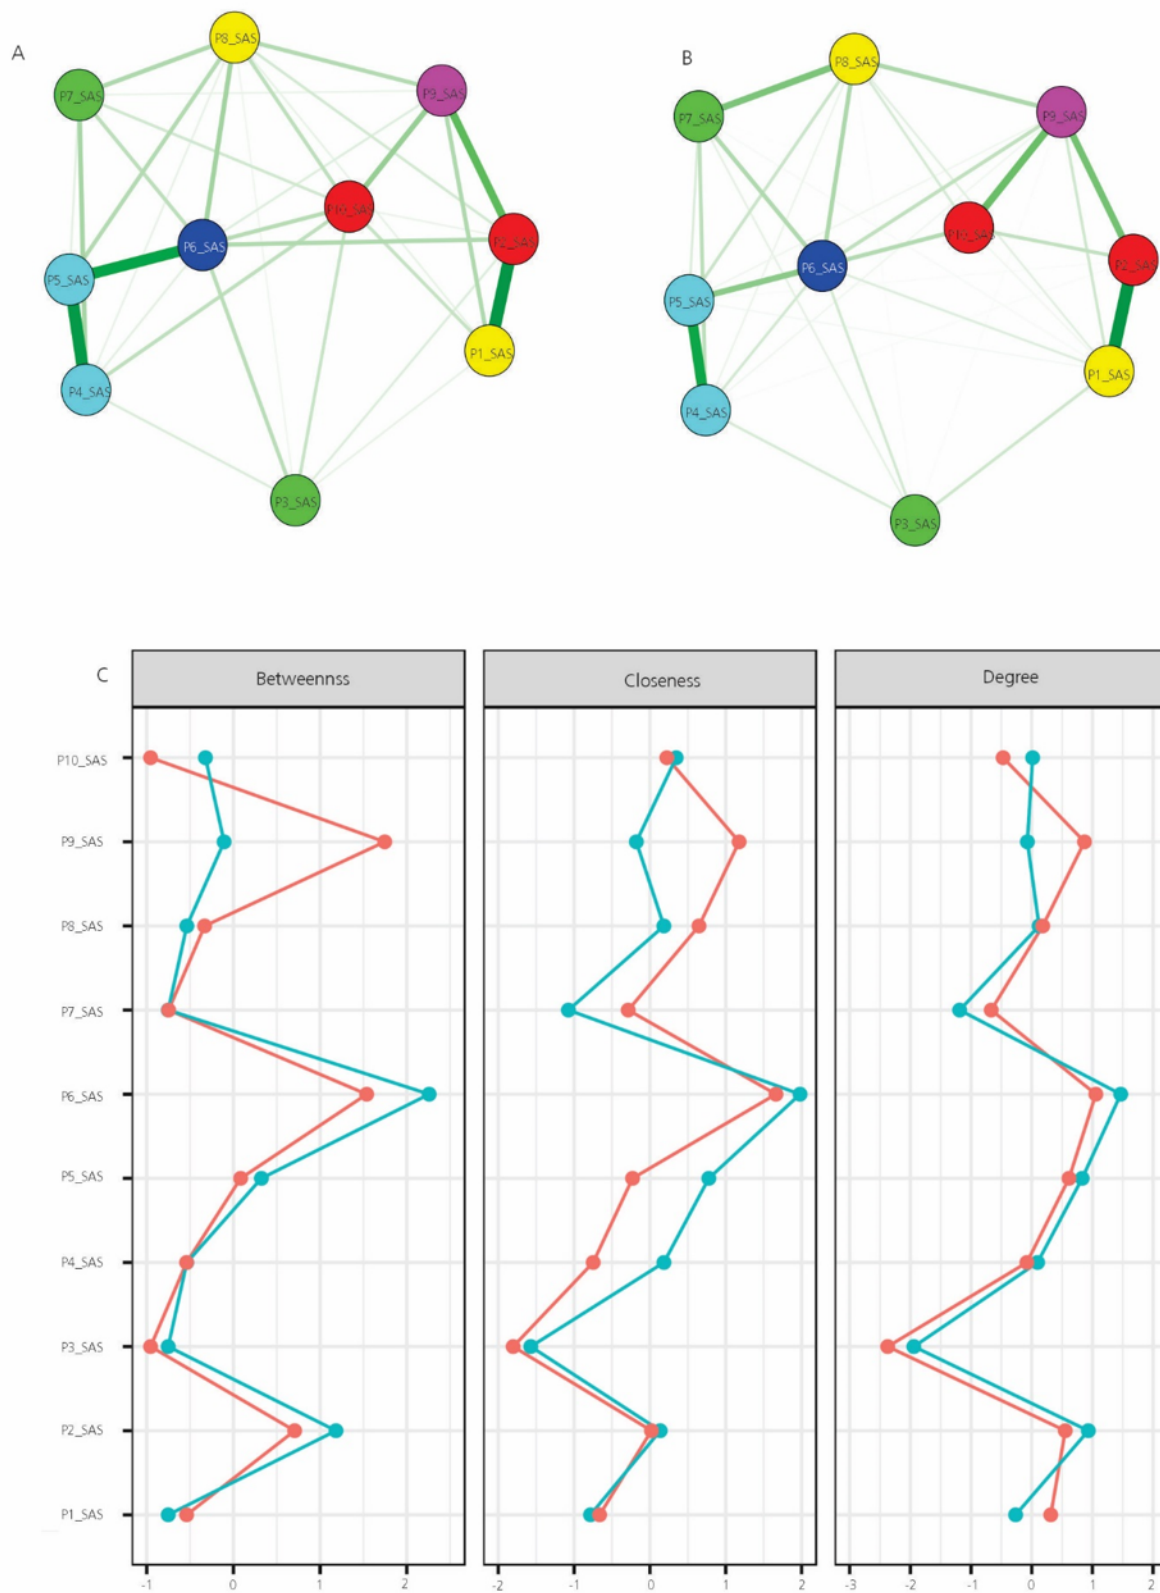 A
P8_SAS
P7_SAS
P9_SAS
P10_SAS
P6_SAS
P2_SAS
P5_SAS
P1_SAS
P4_SAS
P3_SAS
B
P8_SAS
P7_SAS
P9_SAS
P10_SAS
P6_SAS
P2_SAS
P5_SAS
P1_SAS
P4_SAS
P3_SAS
C
Betweennss
Closeness
Degree
P10_SAS
P9_SAS
P8_SAS
P7_SAS
P6_SAS
P5_SAS
P4_SAS
P3_SAS
P2_SAS
P1_SAS
-1 0 1 2
-2 -1 0 1 2
-3 -2 -1 0 1 2